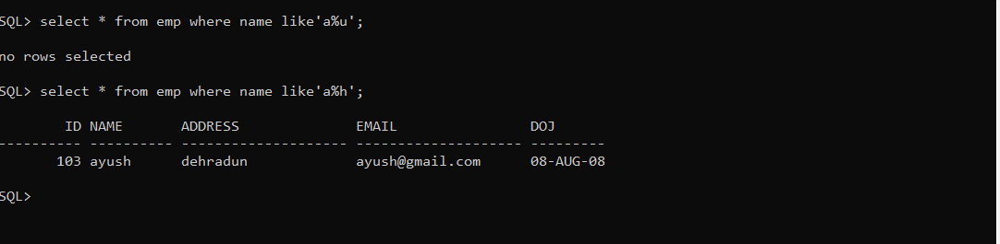 SQL> select * from emp where name like'a%u';
no rows selected
SQL> select * from emp where name like'a%h';
ID NAME ADDRESS EMAIL DOJ
---------- ---------- -------------------- -------------------- ---------
103 ayush dehradun ayush@gmail.com 08-AUG-08
SQL>